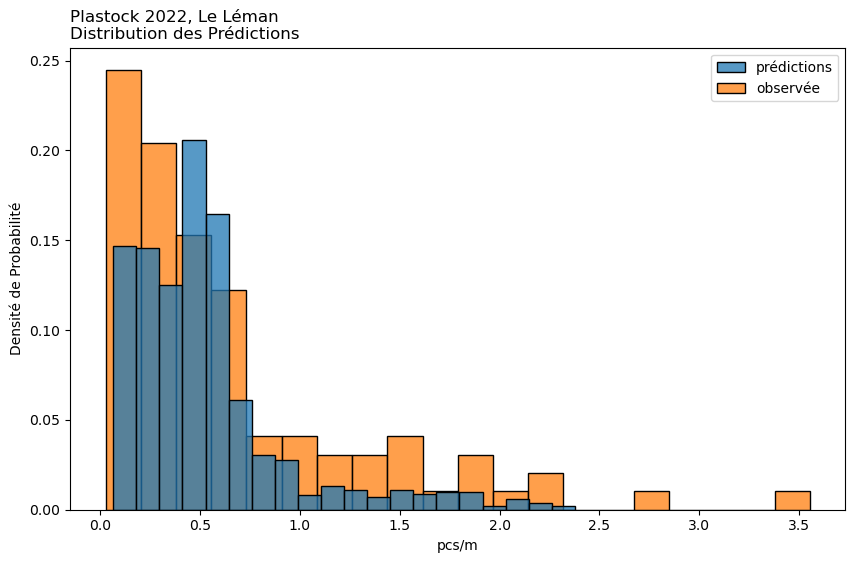 Plastock 2022, Le Léman
Distribution des Prédictions
prédictions
observée
Densité de Probabilité
0.25
0.20
0.15
0.10
0.05
0.00
0.0 0.5 1.0 1.5 2.0 2.5 3.0 3.5
pcs/m